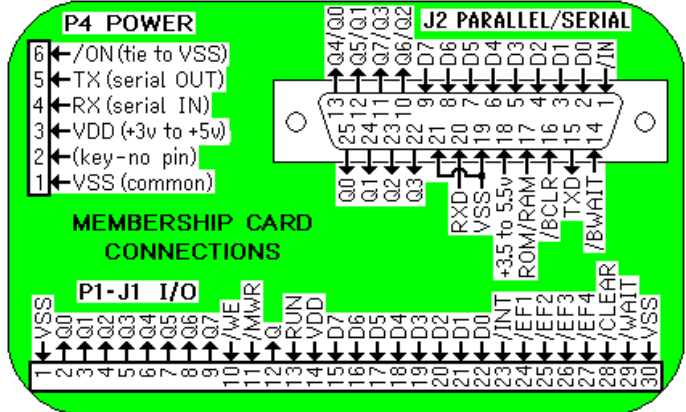 P4 POWER
6 /ON (tie to VSS)
5 TX (serial OUT)
4 RX (serial IN)
3 VDD (+3v to +5v)
2 (key-no pin)
1 VSS (common)
J2 PARALLEL/SERIAL
Q4/Q0 Q5/Q1 Q7/Q3 Q6/Q2 D7 D6 D5 D4 D3 D2 D1 D0 /IN
13 12 11 10 9 8 7 6 5 4 3 2 1
25 24 23 22 21 20 19 18 17 16 15 14
Q0 Q1 Q2 Q3 RXD VSS +3.5 to 5.5v ROM/RAM /BCLR TXD /BWAIT
MEMBERSHIP CARD
CONNECTIONS
P1-J1 I/O
VSS Q0 Q1 Q2 Q3 Q4 Q5 Q6 Q7 /WE /MWR Q RUN VDD D7 D6 D5 D4 D3 D2 D1 D0 /INT /EF1 /EF2 /EF3 /EF4 /CLEAR /WAIT VSS
1 2 3 4 5 6 7 8 9 10 11 12 13 14 15 16 17 18 19 20 21 22 23 24 25 26 27 28 29 30